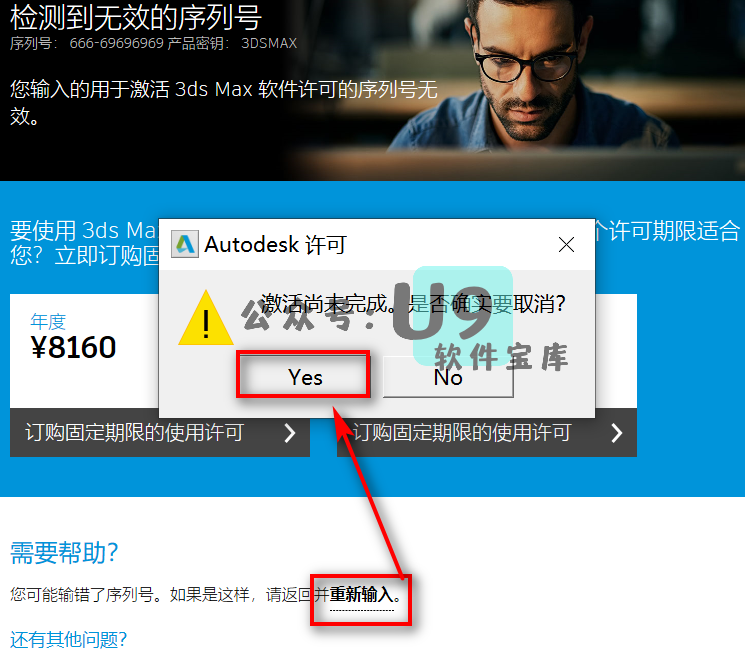 检测到无效的序列号
序列号： 666-69696969 产品密钥： 3DSMAX
您输入的用于激活 3ds Max 软件许可的序列号无
效。
要使用 3ds Ma
个许可期限适合
您？立即订购固
Autodesk 许可
激活尚未完成。是否确实要取消?
公众号：U9
软件宝库
Yes
No
年度
¥8160
订购固定期限的使用许可
订购固定期限的使用许可
需要帮助？
您可能输错了序列号。如果是这样，请返回并重新输入。
还有其他问题？